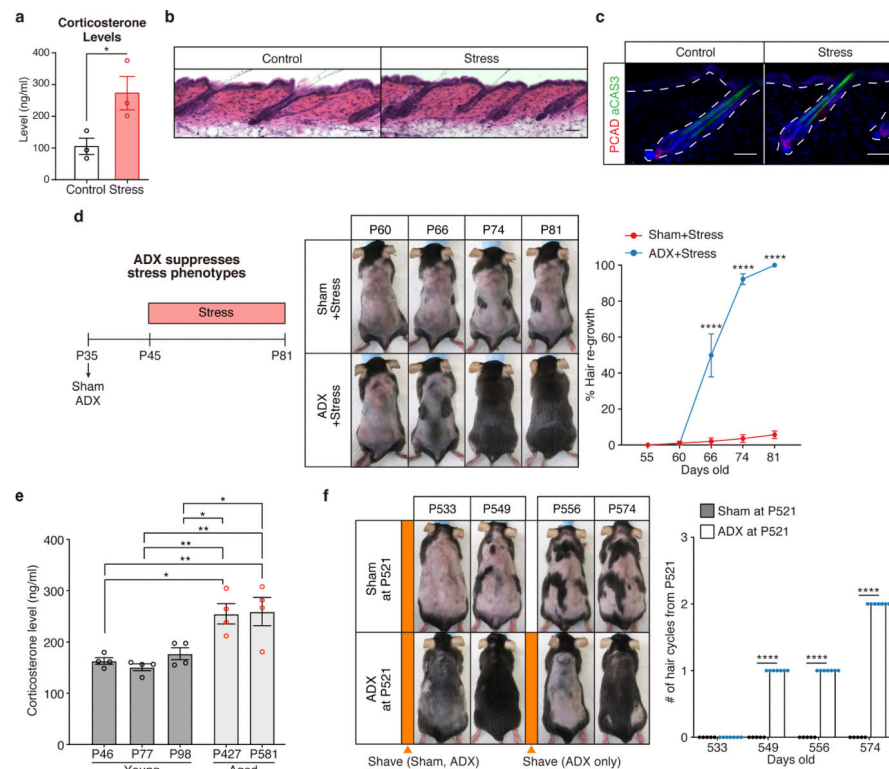 a
Corticosterone
Levels
*
Level (ng/ml)
400
300
200
100
0
Control Stress
b
Control
Stress
c
Control
Stress
PCAD aCAS3
d
ADX suppresses
stress phenotypes
Stress
P35
P45
P81
Sham
ADX
P60
P66
P74
P81
Sham
+Stress
ADX
+Stress
Sham+Stress
ADX+Stress
% Hair re-growth
100
80
60
40
20
0
****
****
****
55
60
66
74
81
Days old
e
Corticosterone level (ng/ml)
400
300
200
100
0
*
*
**
**
**
*
P46
P77
P98
P427
P581
Young
Aged
f
P533
P549
P556
P574
Sham
at P521
ADX
at P521
Shave (Sham, ADX)
Shave (ADX only)
Sham at P521
ADX at P521
# of hair cycles from P521
3
2
1
0
****
****
****
533
549
556
574
Days old